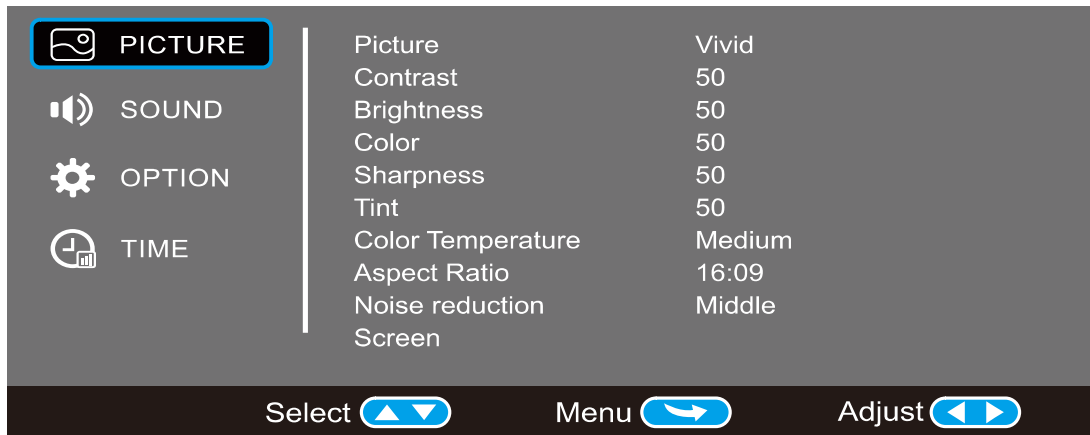 PICTURE
SOUND
OPTION
TIME
Picture Vivid
Contrast 50
Brightness 50
Color 50
Sharpness 50
Tint 50
Color Temperature Medium
Aspect Ratio 16:09
Noise reduction Middle
Screen
Select Menu Adjust